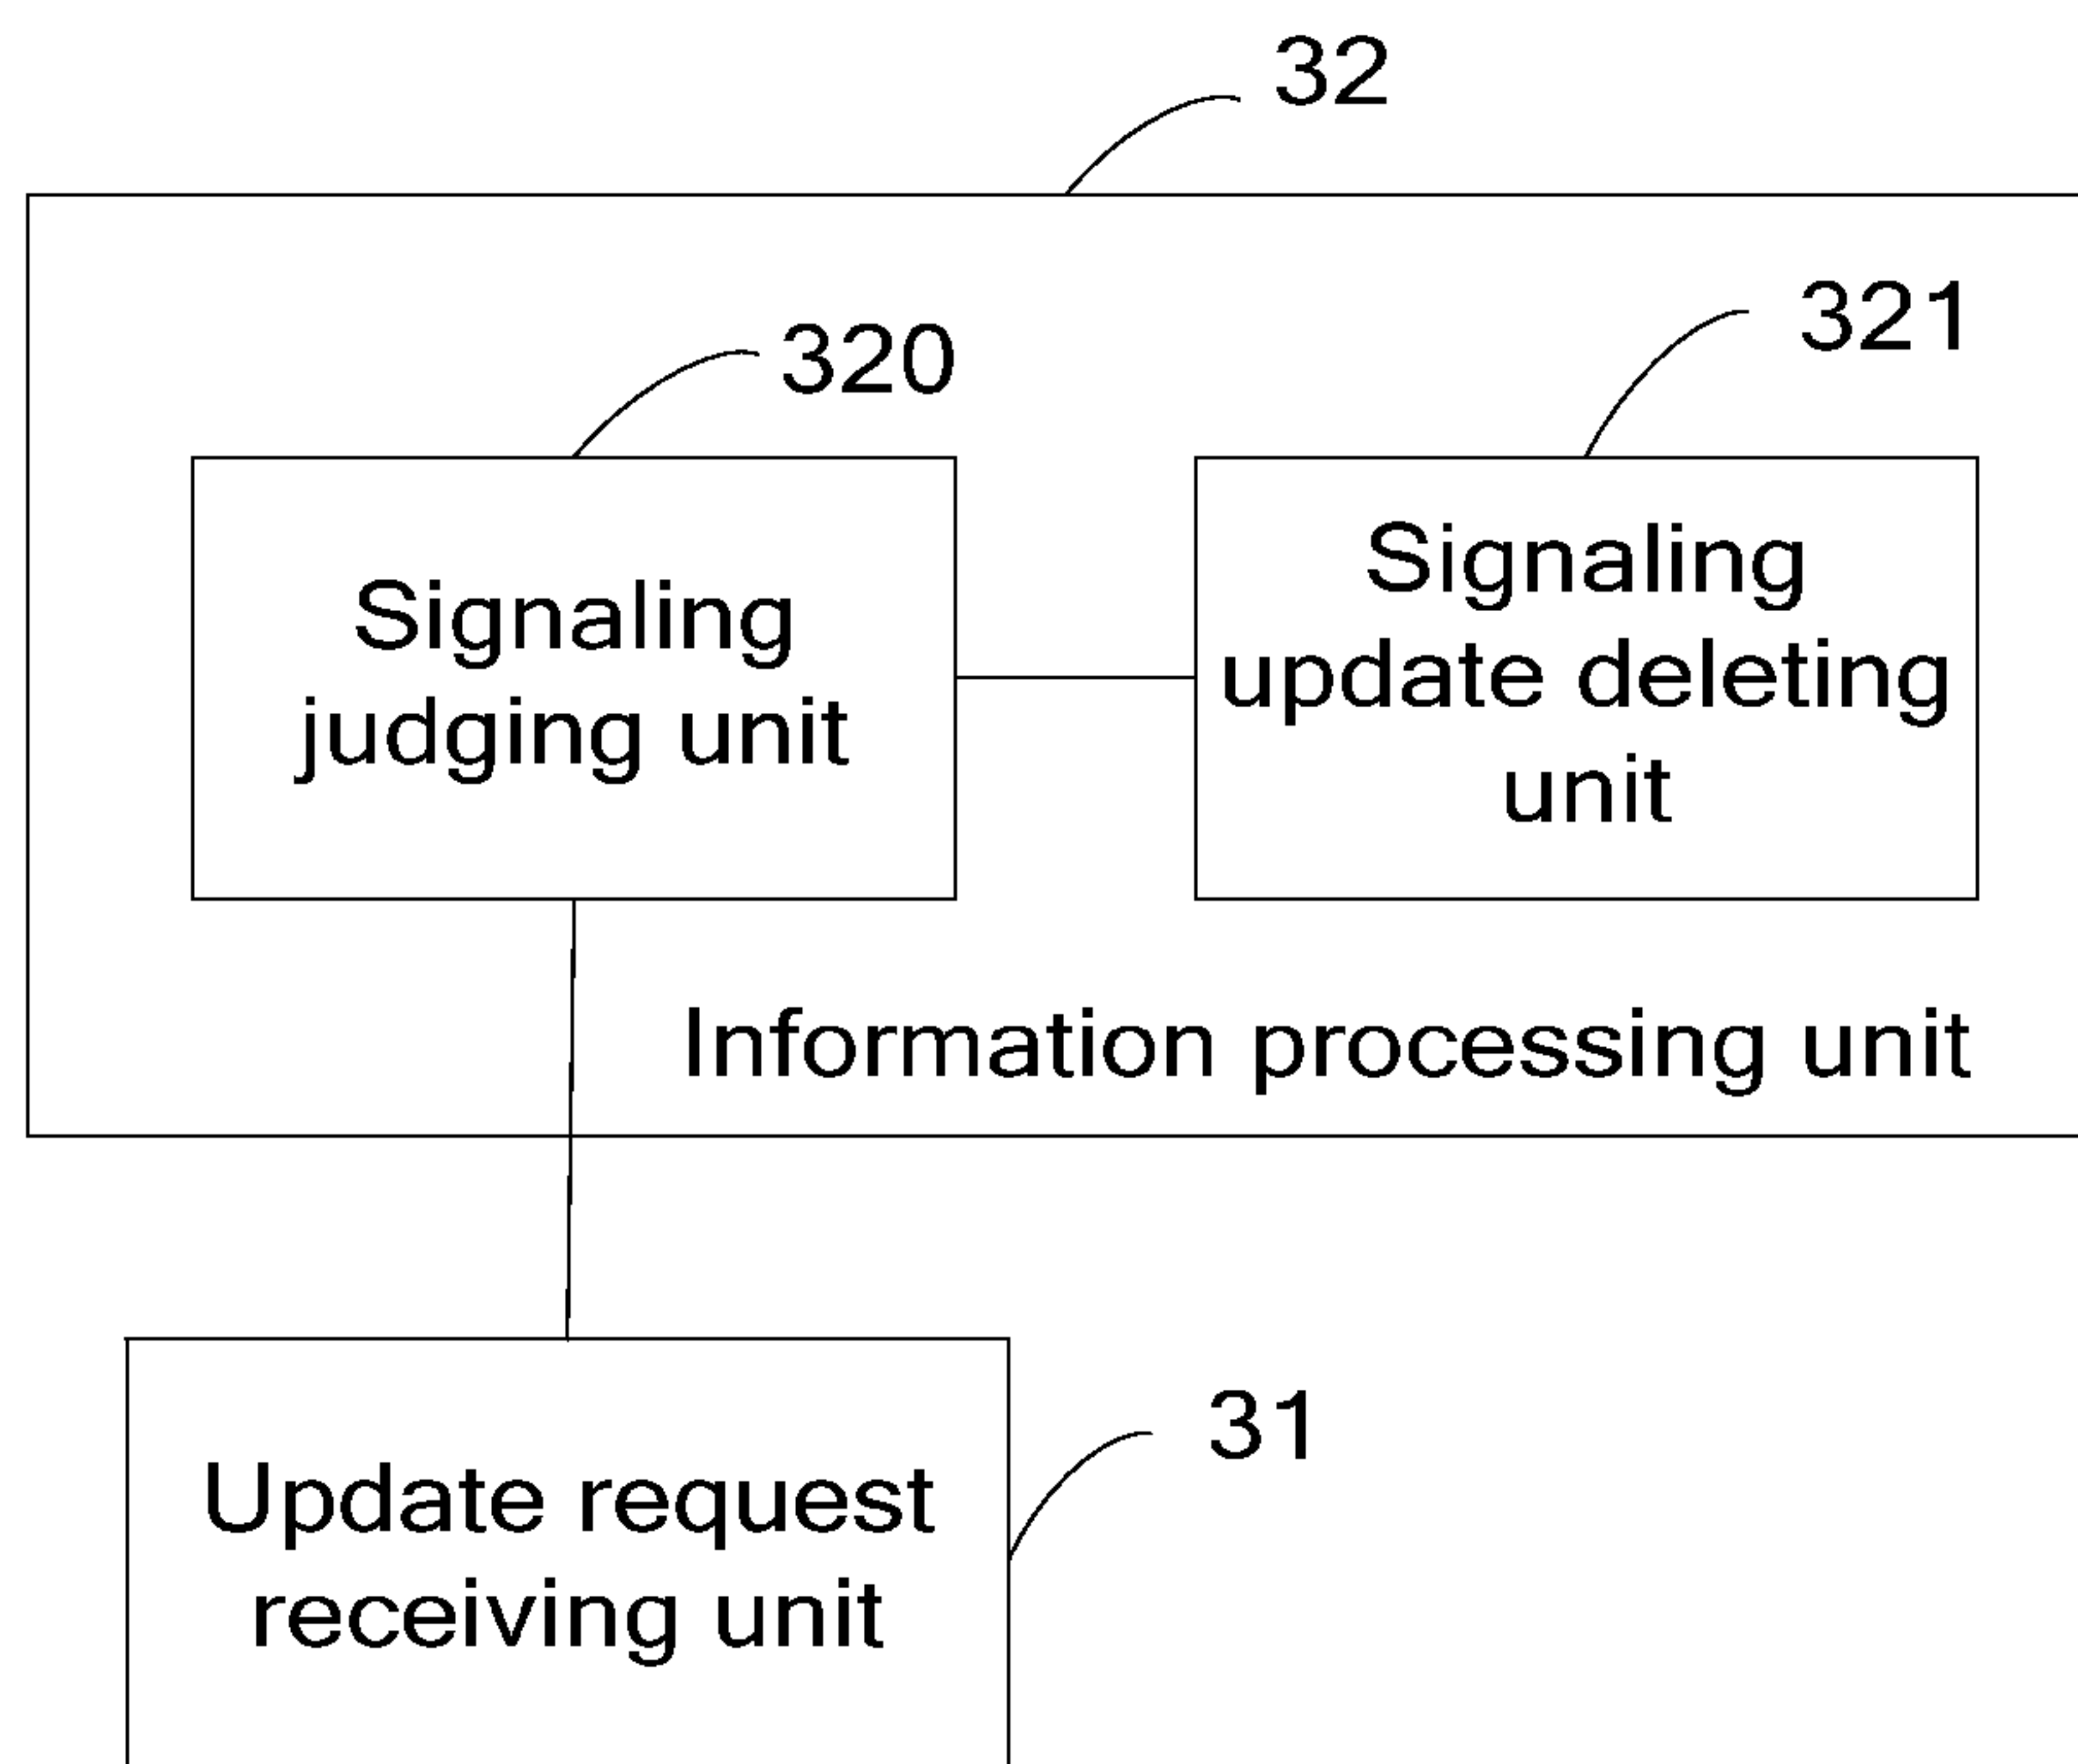 32
320
321
Signaling
judging unit
Signaling
update deleting
unit
Information processing unit
31
Update request
receiving unit